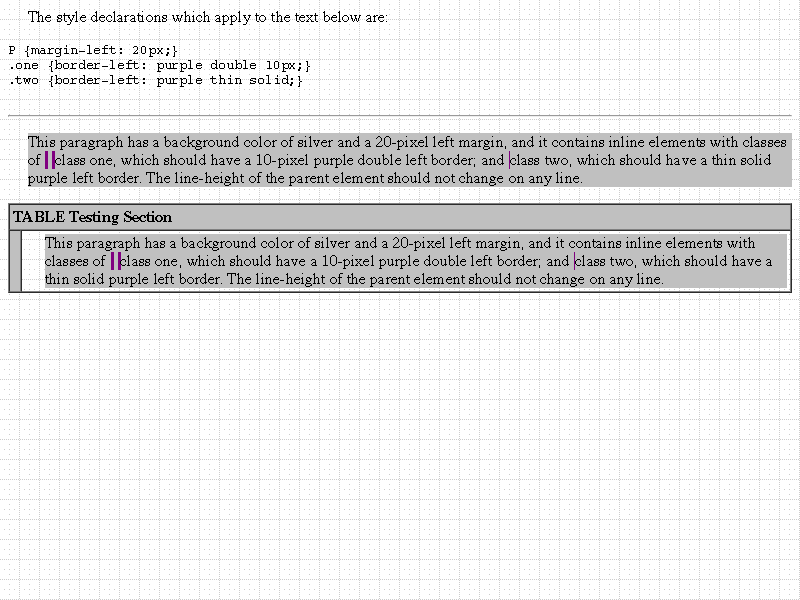 The style declarations which apply to the text below are:
P {margin-left: 20px;}
.one {border-left: purple double 10px;}
.two {border-left: purple thin solid;}
This paragraph has a background color of silver and a 20-pixel left margin, and it contains inline elements with classes
of class one, which should have a 10-pixel purple double left border; and class two, which should have a thin solid
purple left border. The line-height of the parent element should not change on any line.
TABLE Testing Section
This paragraph has a background color of silver and a 20-pixel left margin, and it contains inline elements with
classes of class one, which should have a 10-pixel purple double left border; and class two, which should have a
thin solid purple left border. The line-height of the parent element should not change on any line.